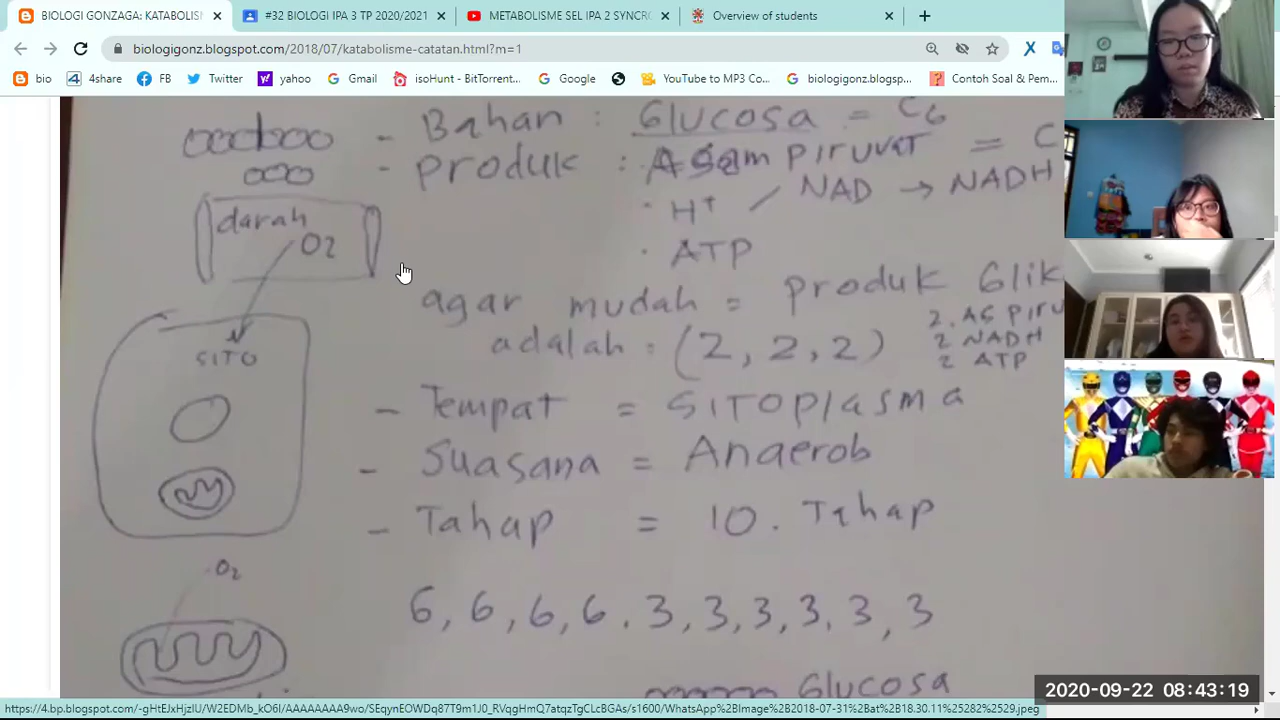 BIOLOGI GONZAGA: KATABOLIS
#32 BIOLOGI IPA 3 TP 2020/2021
METABOLISME SEL IPA 2 SYNCRO
Overview of students
biologigonz.blogspot.com/2018/07/katabolisme-catatan.html?m=1
bio
4share
FB
Twitter
yahoo
Gmail
isoHunt - BitTorrent...
Google
YouTube to MP3 Co...
biologigonz.blogsp...
Contoh Soal & Pem...
- Bahan : Glucosa = C6
- Produk : Asam Piruvat = C
· H+ / NAD → NADH
· ATP
darah
O2
SITO
agar mudah = produk Glik
adalah : (2, 2, 2)
2. AS PIRU
2 NADH
2 ATP
- Tempat = SITOPlasma
- Suasana = Anaerob
- Tahap = 10. Tahap
O2
6, 6, 6, 6, 3, 3, 3, 3, 3, 3
Glucosa
2020-09-22 08:43:19